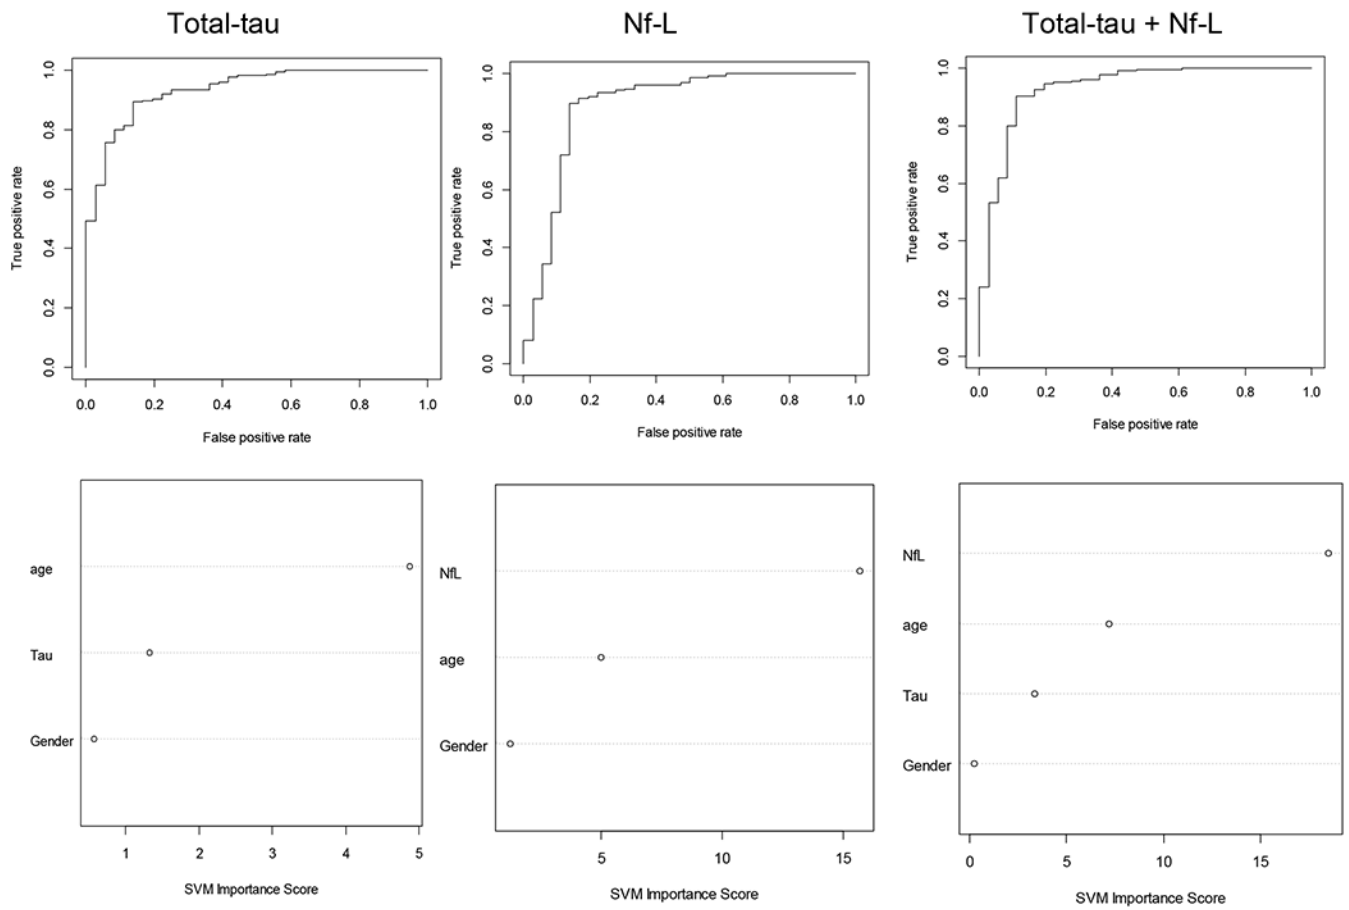 Total-tau
Nf-L
Total-tau + Nf-L
True positive rate
0.0 0.2 0.4 0.6 0.8 1.0
0.0 0.2 0.4 0.6 0.8 1.0
False positive rate
True positive rate
0.0 0.2 0.4 0.6 0.8 1.0
0.0 0.2 0.4 0.6 0.8 1.0
False positive rate
True positive rate
0.0 0.2 0.4 0.6 0.8 1.0
0.0 0.2 0.4 0.6 0.8 1.0
False positive rate
age
Tau
Gender
1 2 3 4 5
SVM Importance Score
NfL
age
Gender
5 10 15
SVM Importance Score
NfL
age
Tau
Gender
0 5 10 15
SVM Importance Score